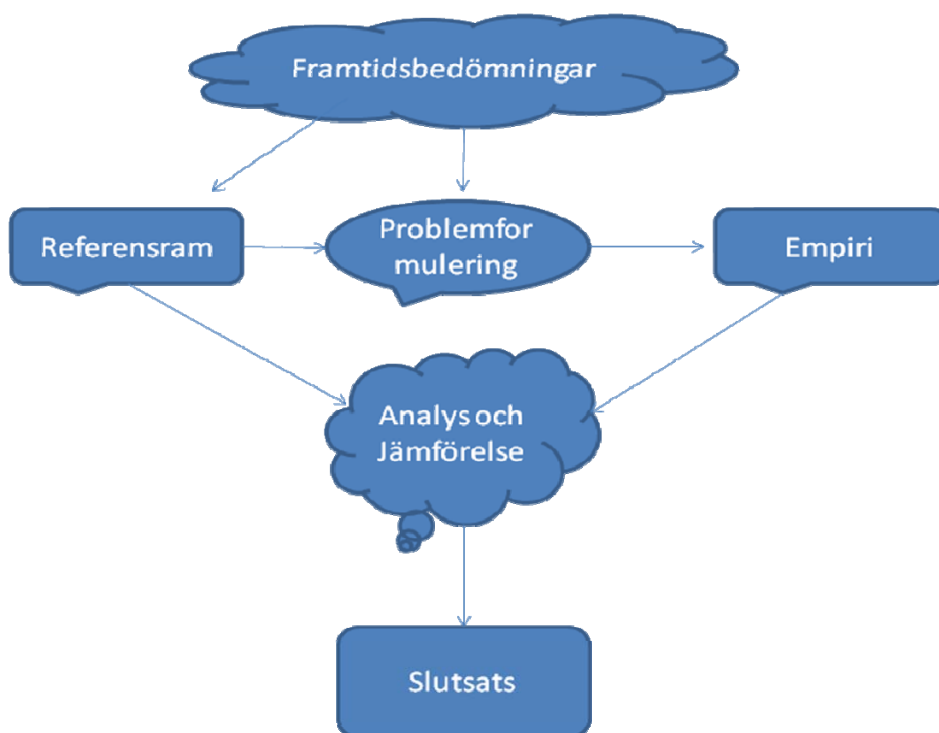 Framtidsbedömningar
Referensram
Problemfor
mulering
Empiri
Analys och
Jämförelse
Slutsats